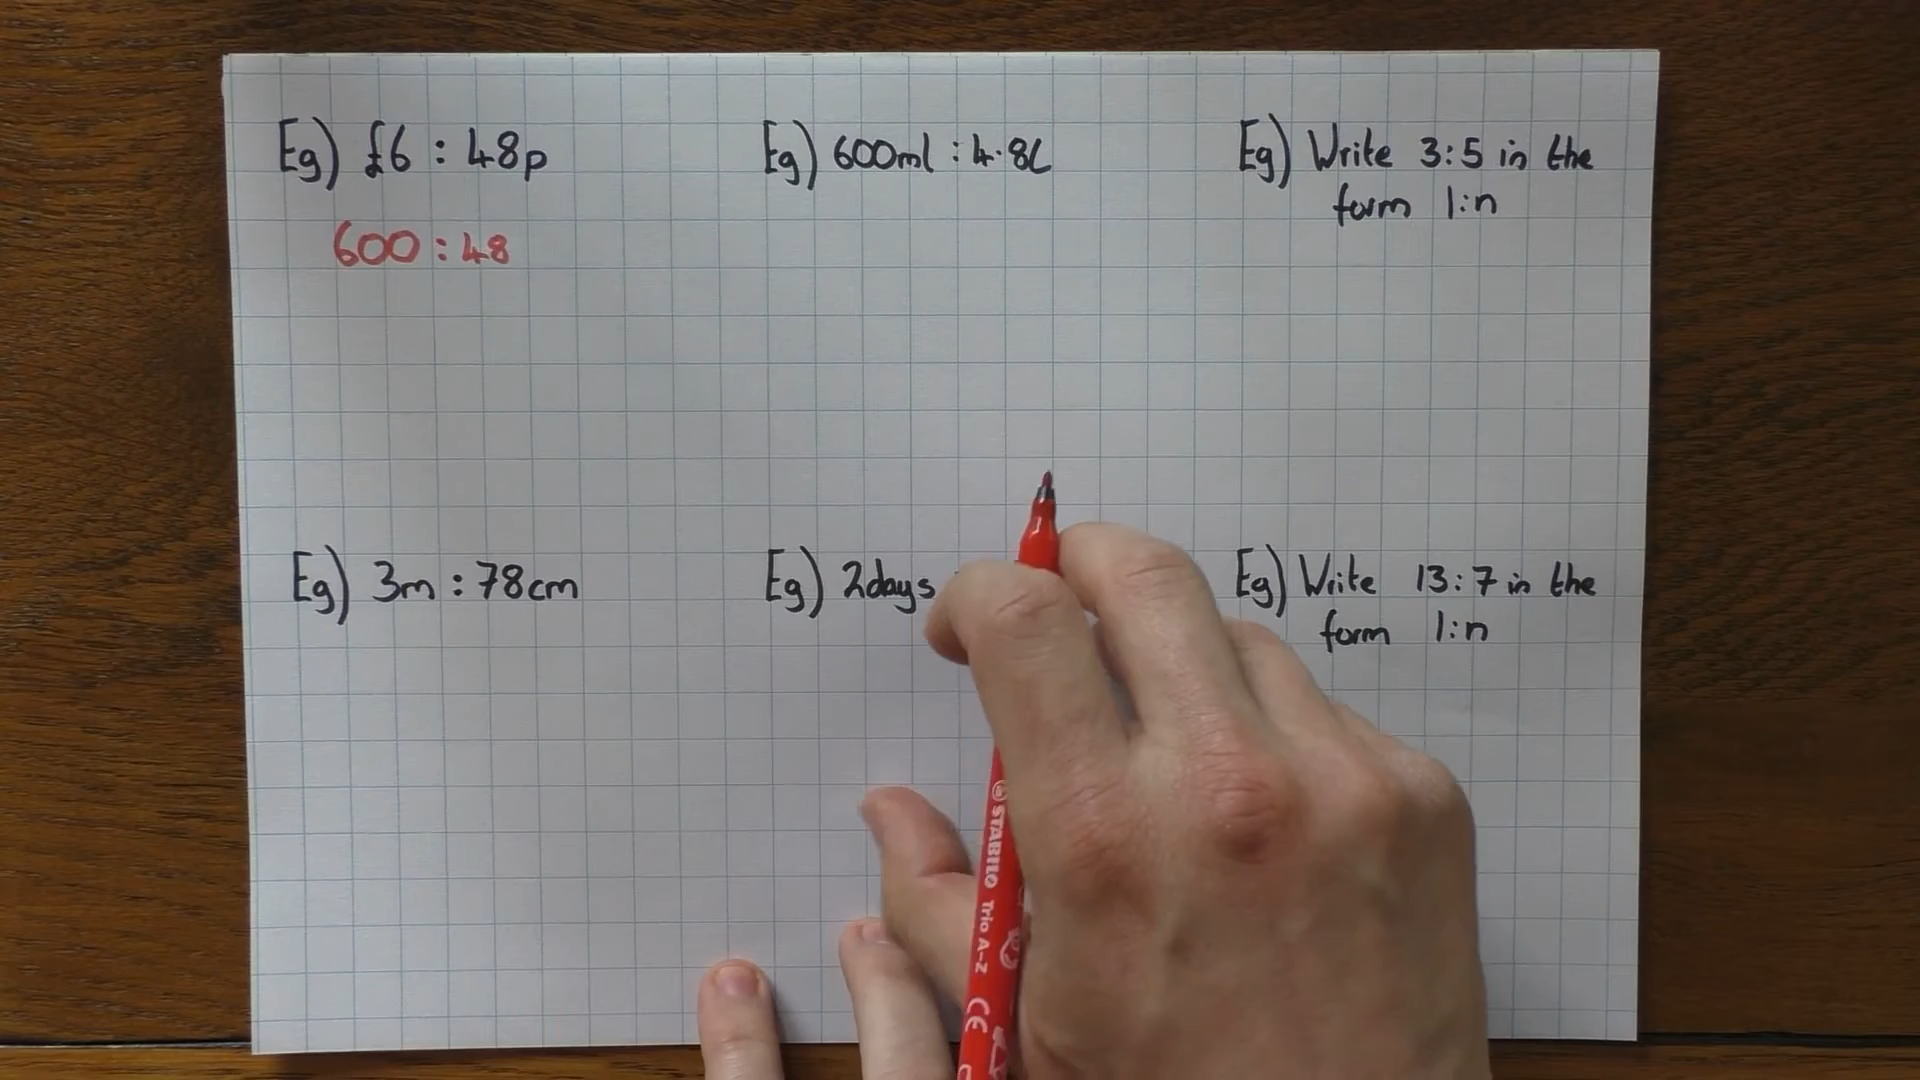 Eg) £6 : 48p
600 : 48
Eg) 600ml : 4.8L
Eg) Write 3:5 in the
form 1:n
Eg) 3m : 78cm
Eg) 2days
Eg) Write 13:7 in the
form 1:n
STABILO Trio A-Z CE